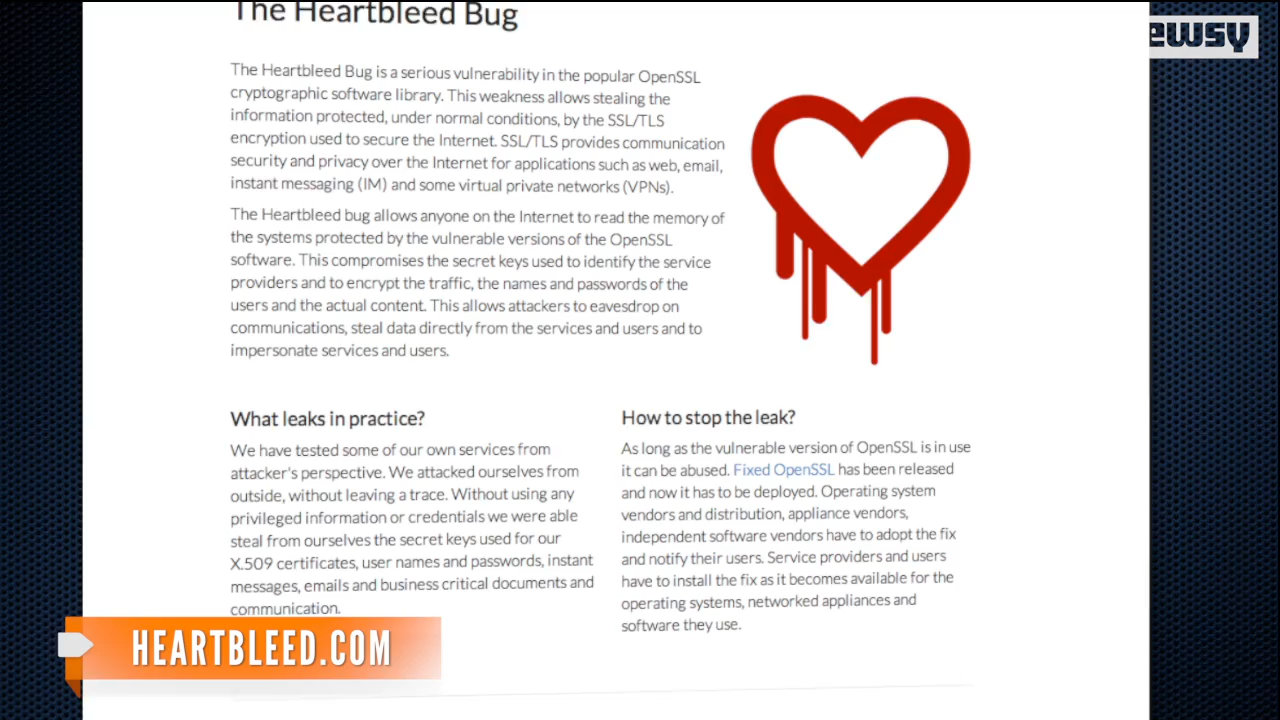 The Heartbleed Bug
ewsy
The Heartbleed Bug is a serious vulnerability in the popular OpenSSL
cryptographic software library. This weakness allows stealing the
information protected, under normal conditions, by the SSL/TLS
encryption used to secure the Internet. SSL/TLS provides communication
security and privacy over the Internet for applications such as web, email,
instant messaging (IM) and some virtual private networks (VPNs).
The Heartbleed bug allows anyone on the Internet to read the memory of
the systems protected by the vulnerable versions of the OpenSSL
software. This compromises the secret keys used to identify the service
providers and to encrypt the traffic, the names and passwords of the
users and the actual content. This allows attackers to eavesdrop on
communications, steal data directly from the services and users and to
impersonate services and users.
What leaks in practice?
We have tested some of our own services from
attacker's perspective. We attacked ourselves from
outside, without leaving a trace. Without using any
privileged information or credentials we were able
steal from ourselves the secret keys used for our
X.509 certificates, user names and passwords, instant
messages, emails and business critical documents and
communication.
How to stop the leak?
As long as the vulnerable version of OpenSSL is in use
it can be abused. Fixed OpenSSL has been released
and now it has to be deployed. Operating system
vendors and distribution, appliance vendors,
independent software vendors have to adopt the fix
and notify their users. Service providers and users
have to install the fix as it becomes available for the
operating systems, networked appliances and
software they use.
HEARTBLEED.COM